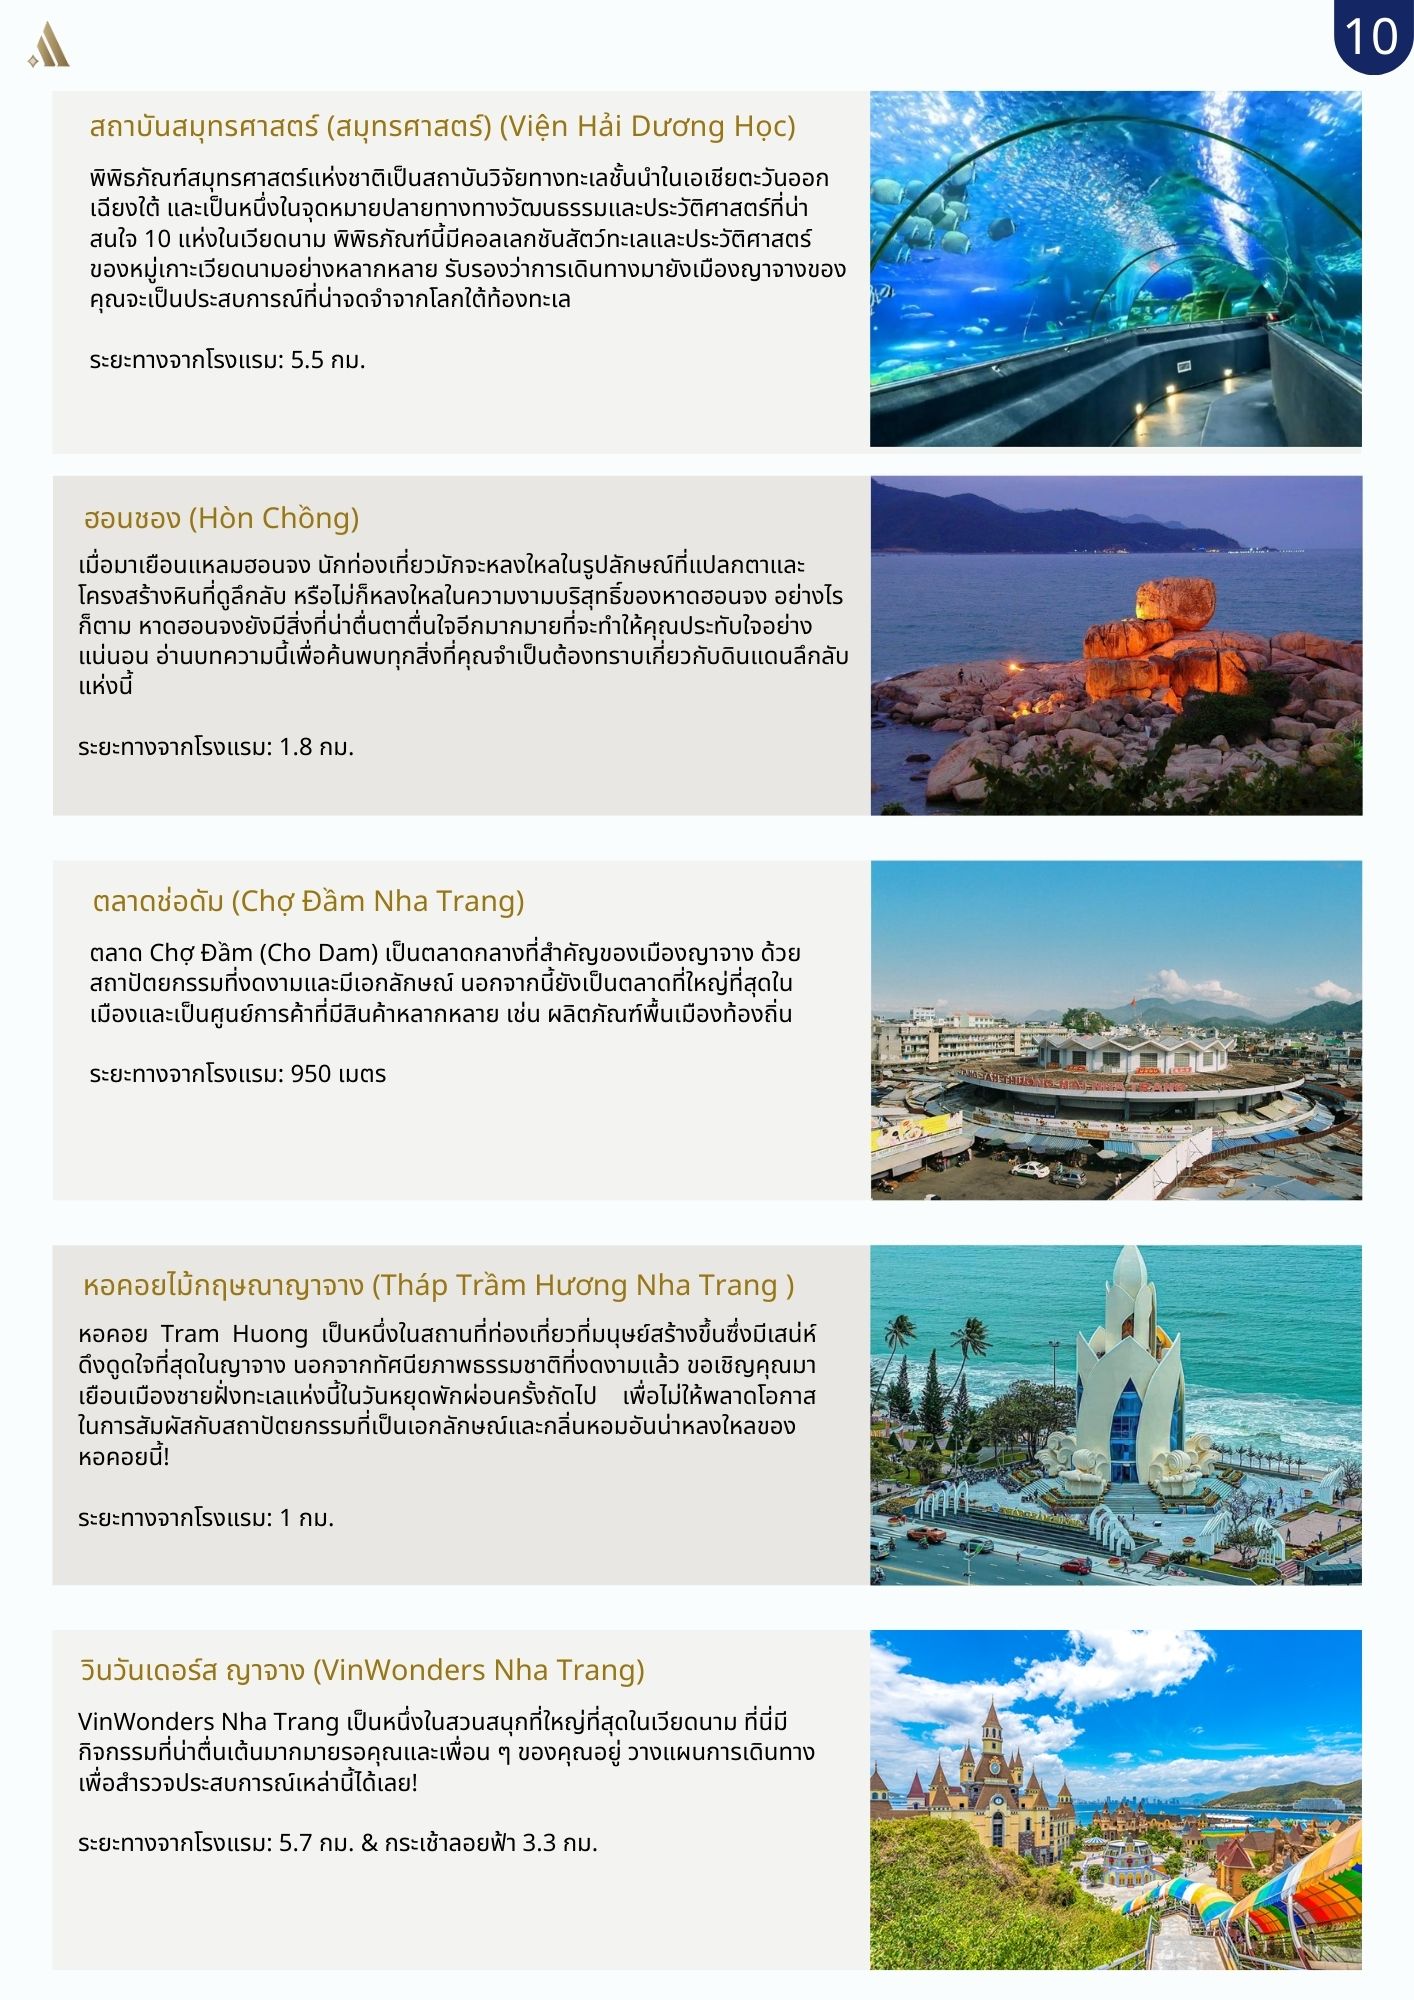 10
สถาบันสมุทรศาสตร์ (สมุทรศาสตร์) (Viện Hải Dương Học)
พิพิธภัณฑ์สมุทรศาสตร์แห่งชาติเป็นสถาบันวิจัยทางทะเลชั้นนำในเอเชียตะวันออก
เฉียงใต้ และเป็นหนึ่งในจุดหมายปลายทางทางวัฒนธรรมและประวัติศาสตร์ที่น่า
สนใจ 10 แห่งในเวียดนาม พิพิธภัณฑ์นี้มีคอลเลกชันสัตว์ทะเลและประวัติศาสตร์
ของหมู่เกาะเวียดนามอย่างหลากหลาย รับรองว่าการเดินทางมายังเมืองญาจางของ
คุณจะเป็นประสบการณ์ที่น่าจดจำจากโลกใต้ท้องทะเล
ระยะทางจากโรงแรม: 5.5 กม.
ฮอนชอง (Hòn Chồng)
เมื่อมาเยือนแหลมฮอนจง นักท่องเที่ยวมักจะหลงใหลในรูปลักษณ์ที่แปลกตาและ
โครงสร้างหินที่ดูลึกลับ หรือไม่ก็หลงใหลในความงามบริสุทธิ์ของหาดฮอนจง อย่างไร
ก็ตาม หาดฮอนจงยังมีสิ่งที่น่าตื่นตาตื่นใจอีกมากมายที่จะทำให้คุณประทับใจอย่าง
แน่นอน อ่านบทความนี้เพื่อค้นพบทุกสิ่งที่คุณจำเป็นต้องทราบเกี่ยวกับดินแดนลึกลับ
แห่งนี้
ระยะทางจากโรงแรม: 1.8 กม.
ตลาดช่อดัม (Chợ Đầm Nha Trang)
ตลาด Chợ Đầm (Cho Dam) เป็นตลาดกลางที่สำคัญของเมืองญาจาง ด้วย
สถาปัตยกรรมที่งดงามและมีเอกลักษณ์ นอกจากนี้ยังเป็นตลาดที่ใหญ่ที่สุดใน
เมืองและเป็นศูนย์การค้าที่มีสินค้าหลากหลาย เช่น ผลิตภัณฑ์พื้นเมืองท้องถิ่น
ระยะทางจากโรงแรม: 950 เมตร
หอคอยไม้กฤษณาญาจาง (Tháp Trầm Hương Nha Trang )
หอคอย Tram Huong เป็นหนึ่งในสถานที่ท่องเที่ยวที่มนุษย์สร้างขึ้นซึ่งมีเสน่ห์
ดึงดูดใจที่สุดในญาจาง นอกจากทัศนียภาพธรรมชาติที่งดงามแล้ว ขอเชิญคุณมา
เยือนเมืองชายฝั่งทะเลแห่งนี้ในวันหยุดพักผ่อนครั้งถัดไป เพื่อไม่ให้พลาดโอกาส
ในการสัมผัสกับสถาปัตยกรรมที่เป็นเอกลักษณ์และกลิ่นหอมอันน่าหลงใหลของ
หอคอยนี้!
ระยะทางจากโรงแรม: 1 กม.
วินวันเดอร์ส ญาจาง (VinWonders Nha Trang)
VinWonders Nha Trang เป็นหนึ่งในสวนสนุกที่ใหญ่ที่สุดในเวียดนาม ที่นี่มี
กิจกรรมที่น่าตื่นเต้นมากมายรอคุณและเพื่อน ๆ ของคุณอยู่ วางแผนการเดินทาง
เพื่อสำรวจประสบการณ์เหล่านี้ได้เลย!
ระยะทางจากโรงแรม: 5.7 กม. & กระเช้าลอยฟ้า 3.3 กม.